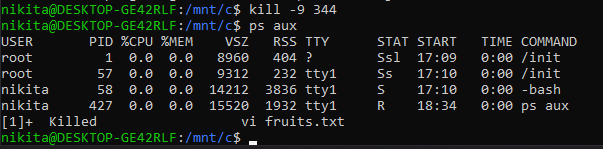 nikita@DESKTOP-GE42RLF:/mnt/c$ kill -9 344
nikita@DESKTOP-GE42RLF:/mnt/c$ ps aux
USER       PID %CPU %MEM    VSZ   RSS TTY      STAT START   TIME COMMAND
root         1  0.0  0.0   8960   404 ?        Ssl  17:09   0:00 /init
root        57  0.0  0.0   9312   232 tty1     Ss   17:10   0:00 /init
nikita      58  0.0  0.0  14212  3836 tty1     S    17:10   0:00 -bash
nikita     427  0.0  0.0  15520  1932 tty1     R    18:34   0:00 ps aux
[1]+  Killed                  vi fruits.txt
nikita@DESKTOP-GE42RLF:/mnt/c$